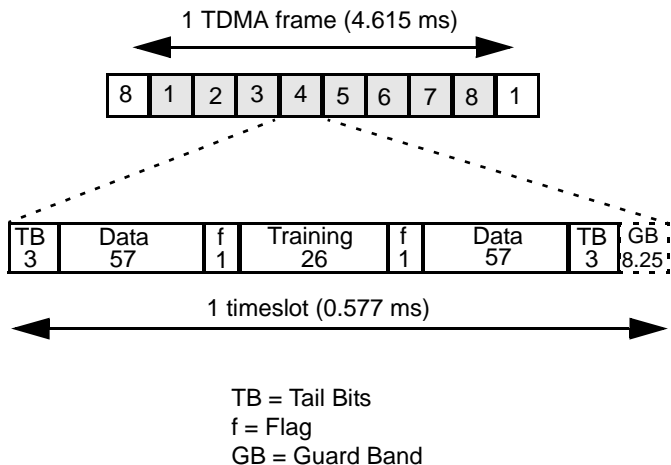 1 TDMA frame (4.615 ms)
8 1 2 3 4 5 6 7 8 1
TB Data f Training f Data TB GB
3 57 1 26 1 57 3 8.25
1 timeslot (0.577 ms)
TB = Tail Bits
f = Flag
GB = Guard Band